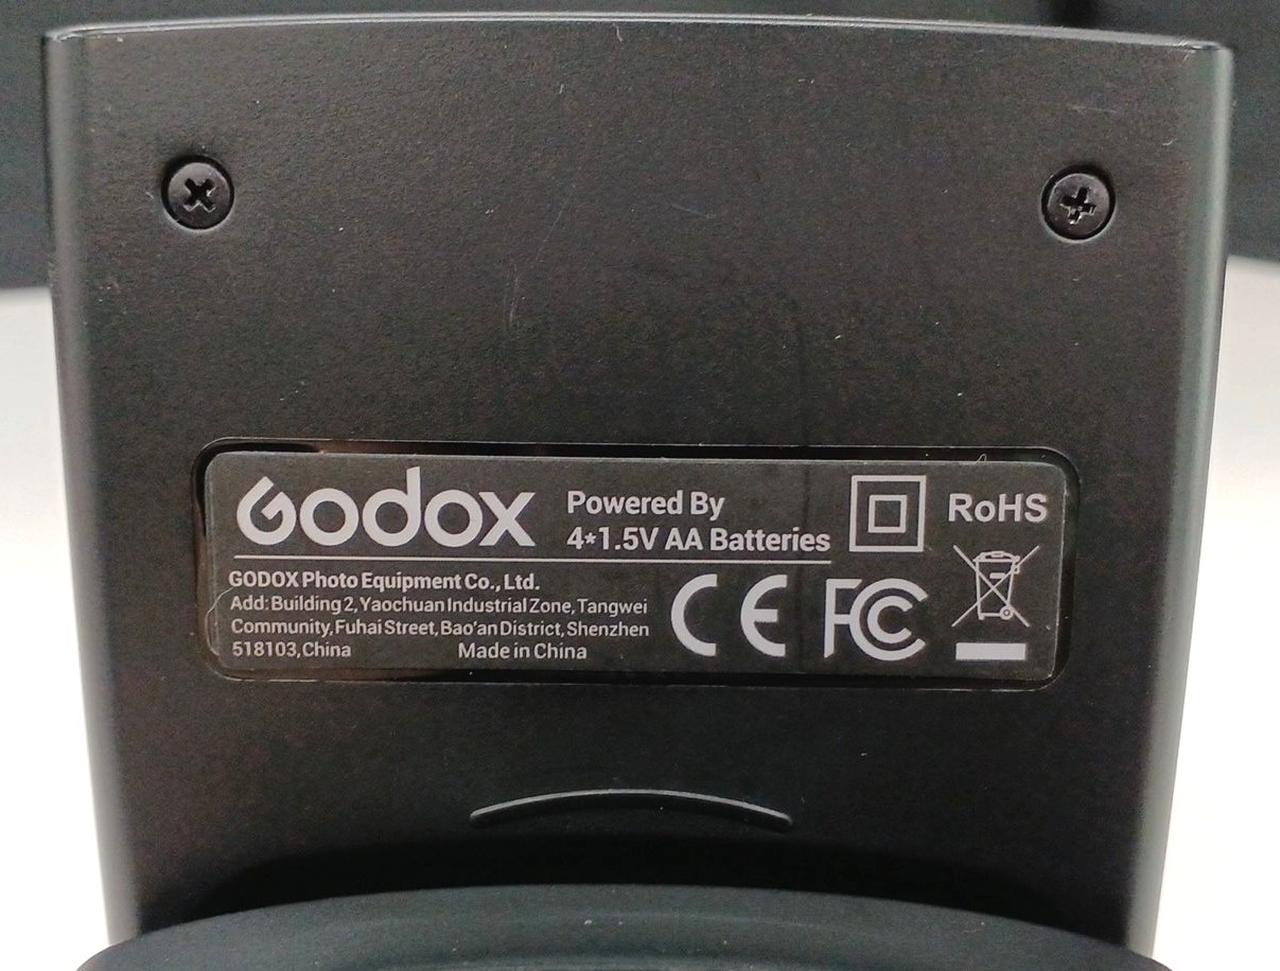 Godox
Powered By
4*1.5V AA Batteries
RoHS
GODOX Photo Equipment Co., Ltd.
Add: Building 2, Yaochuan Industrial Zone, Tangwei
Community, Fuhai Street, Bao'an District, Shenzhen
518103, China Made in China
CE FC